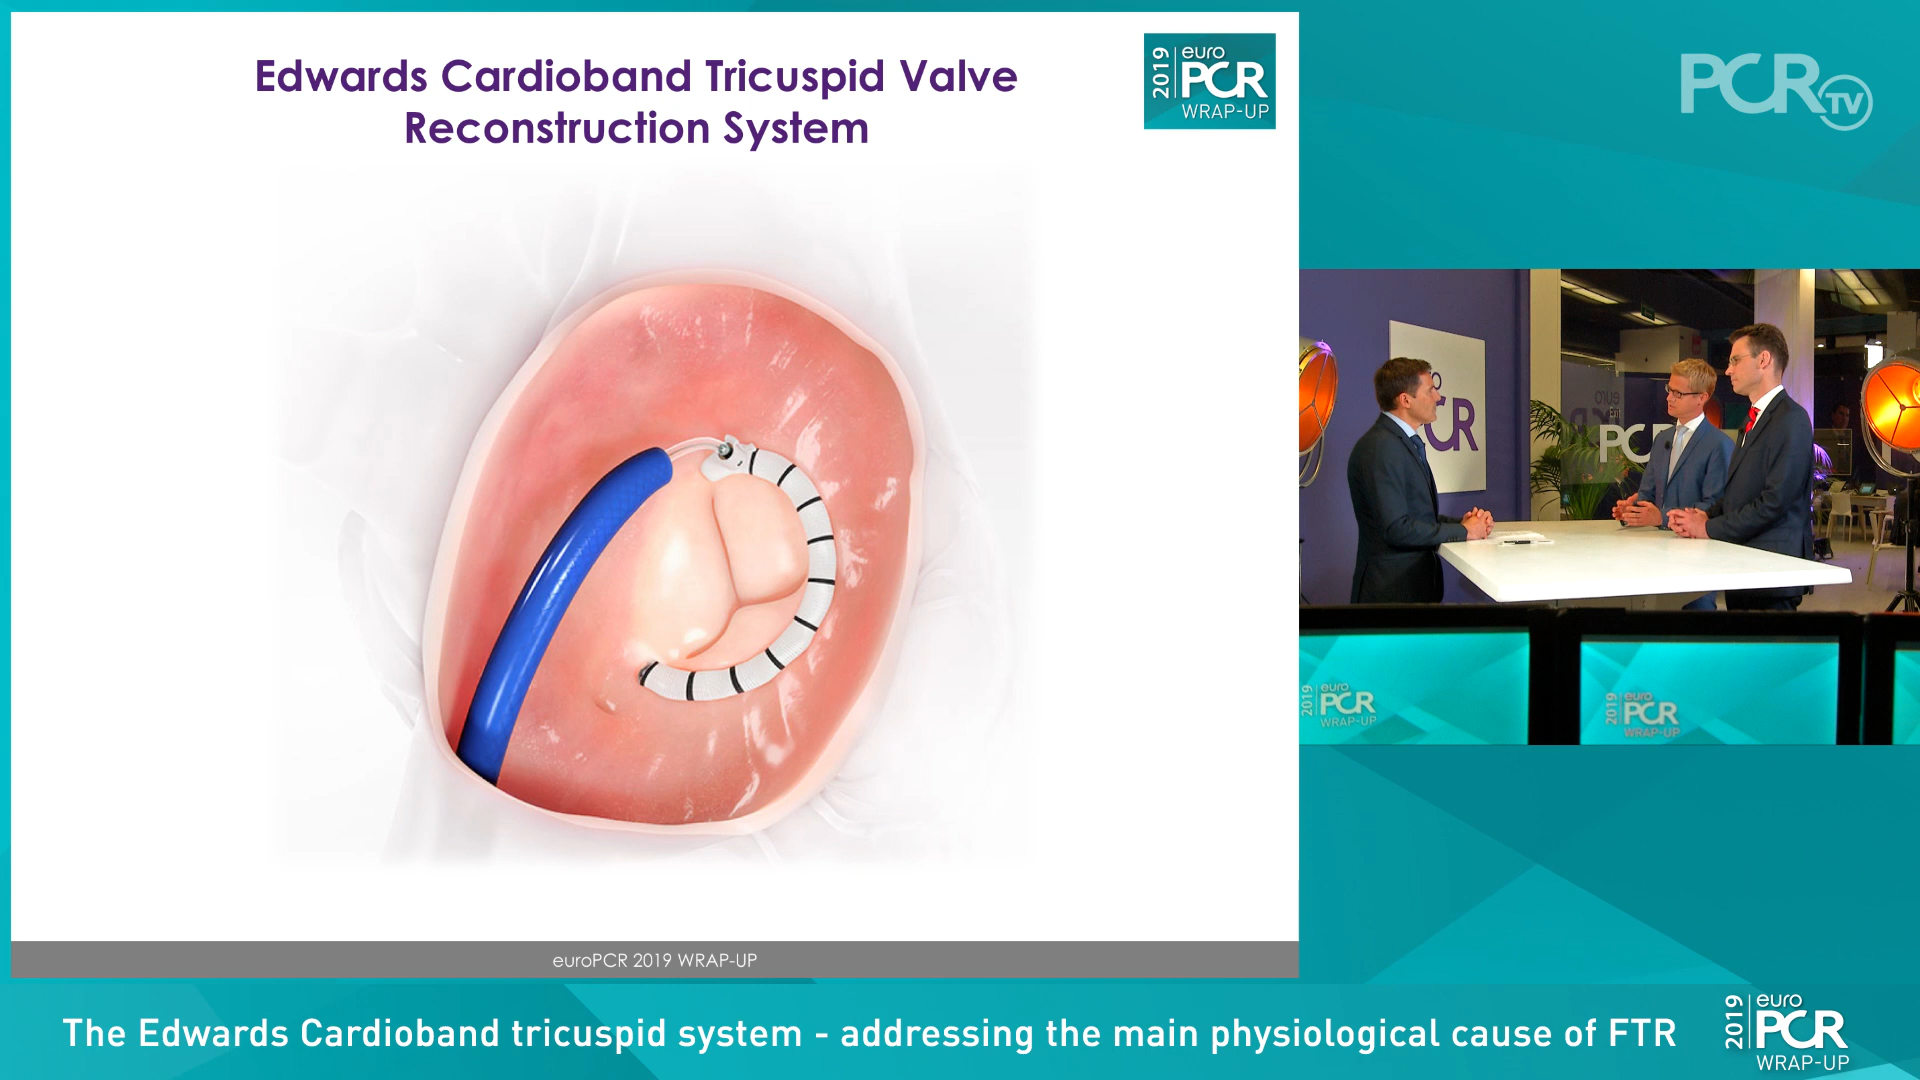 Edwards Cardioband Tricuspid Valve
Reconstruction System
2019
euro
PCR
WRAP-UP
PCR TV
CR
PC
2019
euro
PCR
WRAP-UP
2019
euro
PCR
WRAP-UP
euroPCR 2019 WRAP-UP
The Edwards Cardioband tricuspid system - addressing the main physiological cause of FTR
2019
euro
PCR
WRAP-UP